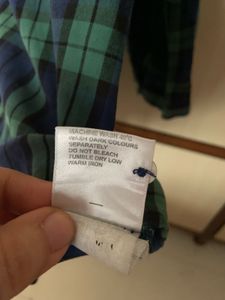 MACHINE WASH 40°C
WASH DARK COLOURS
SEPARATELY
DO NOT BLEACH
TUMBLE DRY LOW
WARM IRON